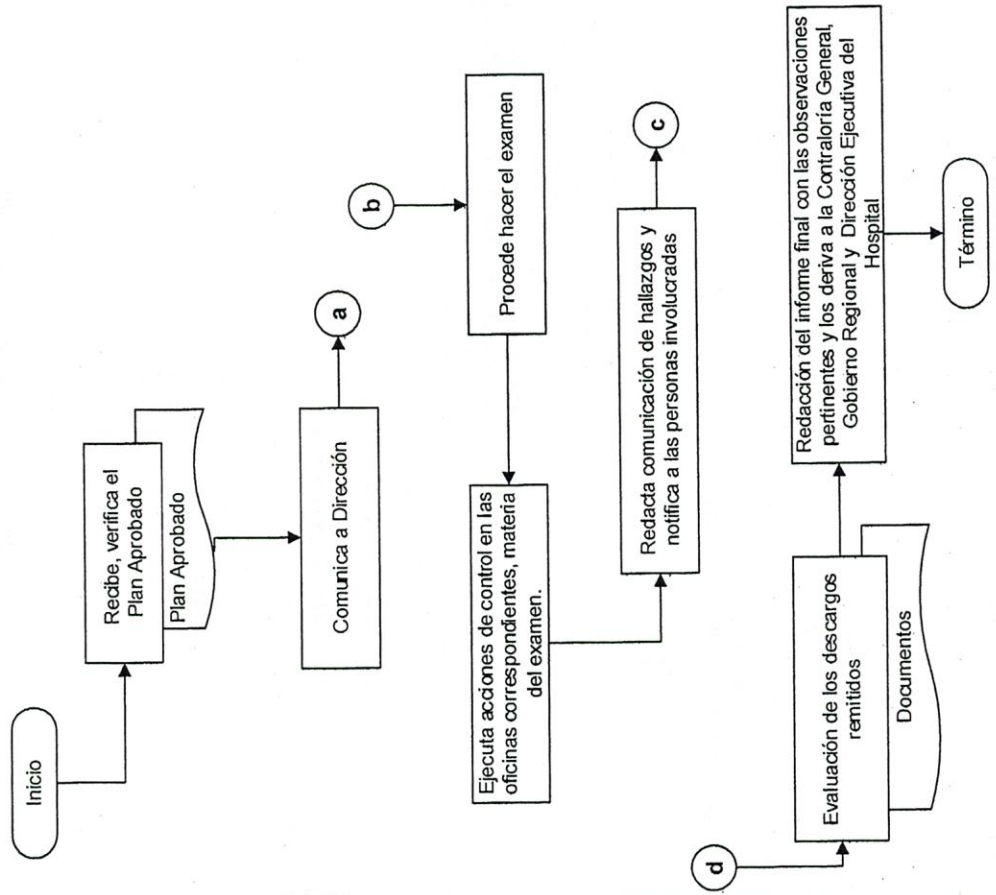 Inicio
Recibe, verifica el
Plan Aprobado
Plan Aprobado
Comunica a Dirección
a
b
Procede hacer el examen
Ejecuta acciones de control en las
oficinas correspondientes, materia
del examen.
Redacta comunicación de hallazgos y
notifica a las personas involucradas
c
d
Evaluación de los descargos
remitidos
Documentos
Redacción del informe final con las observaciones
pertinentes y los deriva a la Contraloría General,
Gobierno Regional y Dirección Ejecutiva del
Hospital
Término